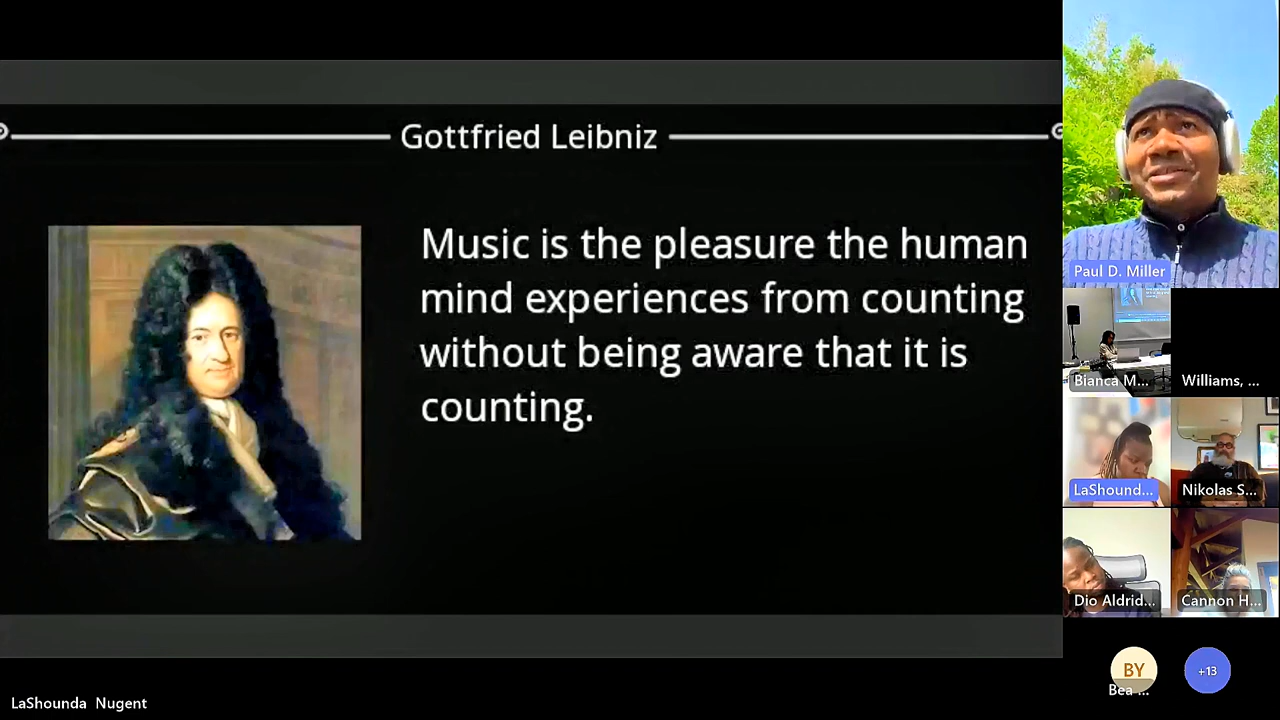 Gottfried Leibniz
Music is the pleasure the human
mind experiences from counting
without being aware that it is
counting.
Paul D. Miller
Bianca M...
Williams, ...
LaShound...
Nikolas S...
Dio Aldrid...
Cannon H...
BY
+13
Bea ...
LaShounda Nugent